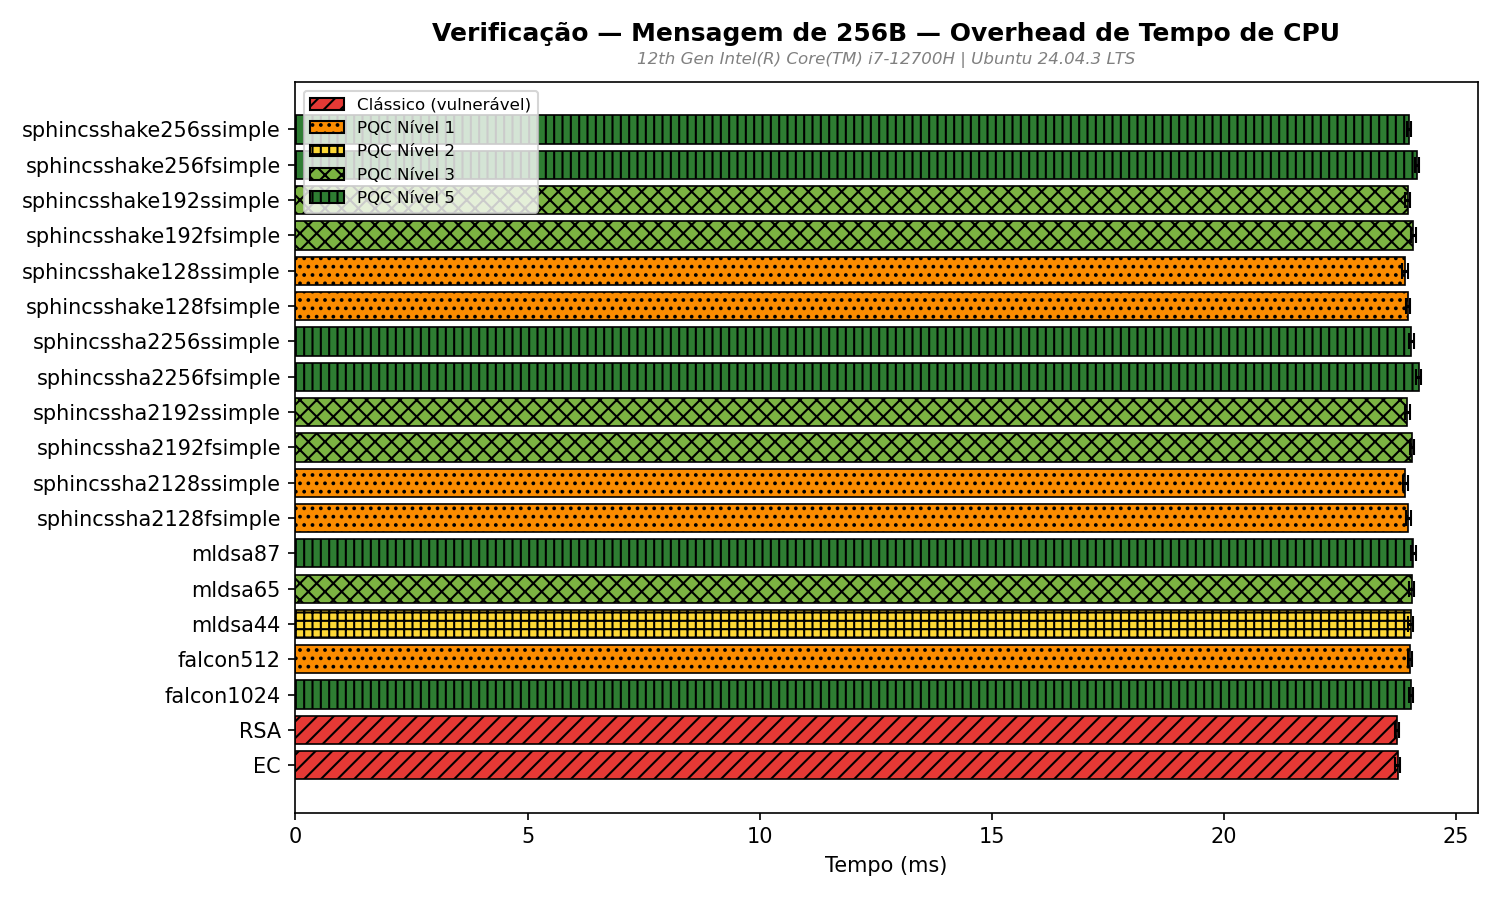 Verificação — Mensagem de 256B — Overhead de Tempo de CPU
12th Gen Intel(R) Core(TM) i7-12700H | Ubuntu 24.04.3 LTS
Clássico (vulnerável)
PQC Nível 1
PQC Nível 2
PQC Nível 3
PQC Nível 5
sphincsshake256ssimple
sphincsshake256fsimple
sphincsshake192ssimple
sphincsshake192fsimple
sphincsshake128ssimple
sphincsshake128fsimple
sphincssha2256ssimple
sphincssha2256fsimple
sphincssha2192ssimple
sphincssha2192fsimple
sphincssha2128ssimple
sphincssha2128fsimple
mldsa87
mldsa65
mldsa44
falcon512
falcon1024
RSA
EC
0 5 10 15 20 25
Tempo (ms)